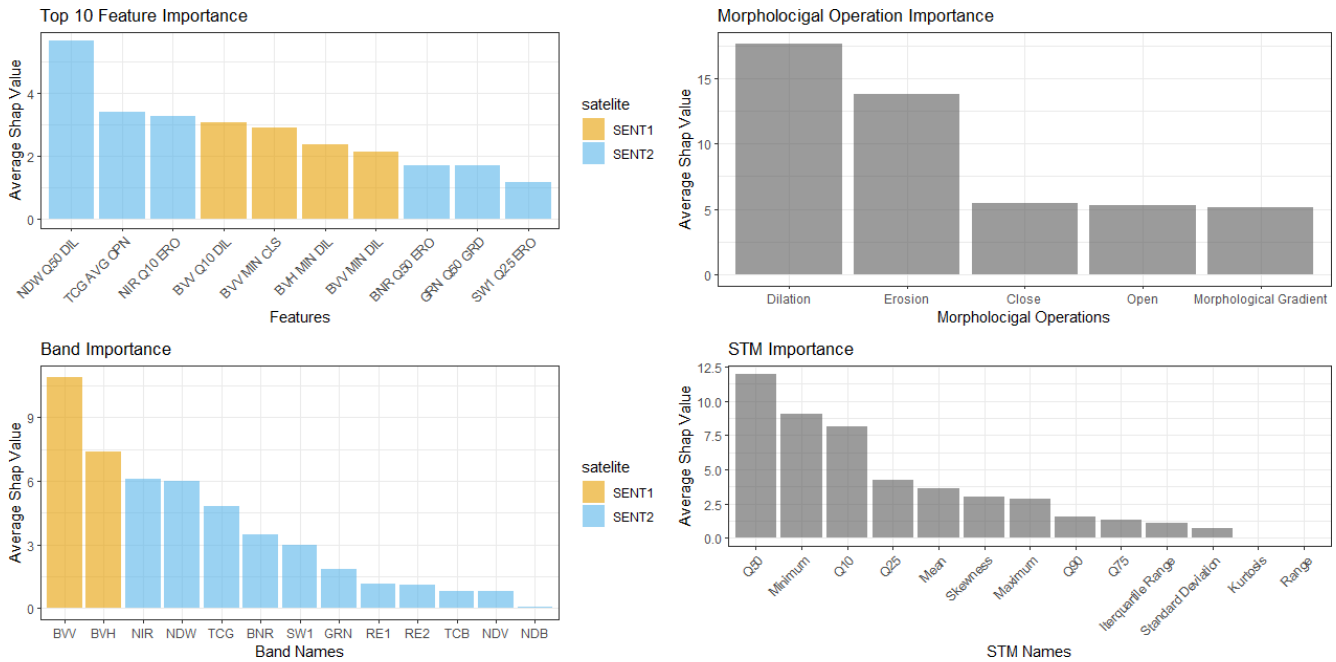 Top 10 Feature Importance
Average Shap Value
4
2
0
NDW Q50 DIL
TCG AVG OPN
NIR Q10 ERO
BVV Q10 DIL
BVV MIN CLS
BVH MIN DIL
BVV MIN DIL
BNR Q50 ERO
GRN Q50 GRD
SW1 Q25 ERO
Features
satelite
SENT1
SENT2
Morpholocigal Operation Importance
Average Shap Value
15
10
5
0
Dilation
Erosion
Close
Open
Morphological Gradient
Morpholocigal Operations
Band Importance
Average Shap Value
9
6
3
0
BVV
BVH
NIR
NDW
TCG
BNR
SW1
GRN
RE1
RE2
TCB
NDV
NDB
Band Names
satelite
SENT1
SENT2
STM Importance
Average Shap Value
12.5
10.0
7.5
5.0
2.5
0.0
Q50
Minimum
Q10
Q25
Mean
Skewness
Maximum
Q90
Q75
Iterquartile Range
Standard Deviation
Kurtosis
Range
STM Names